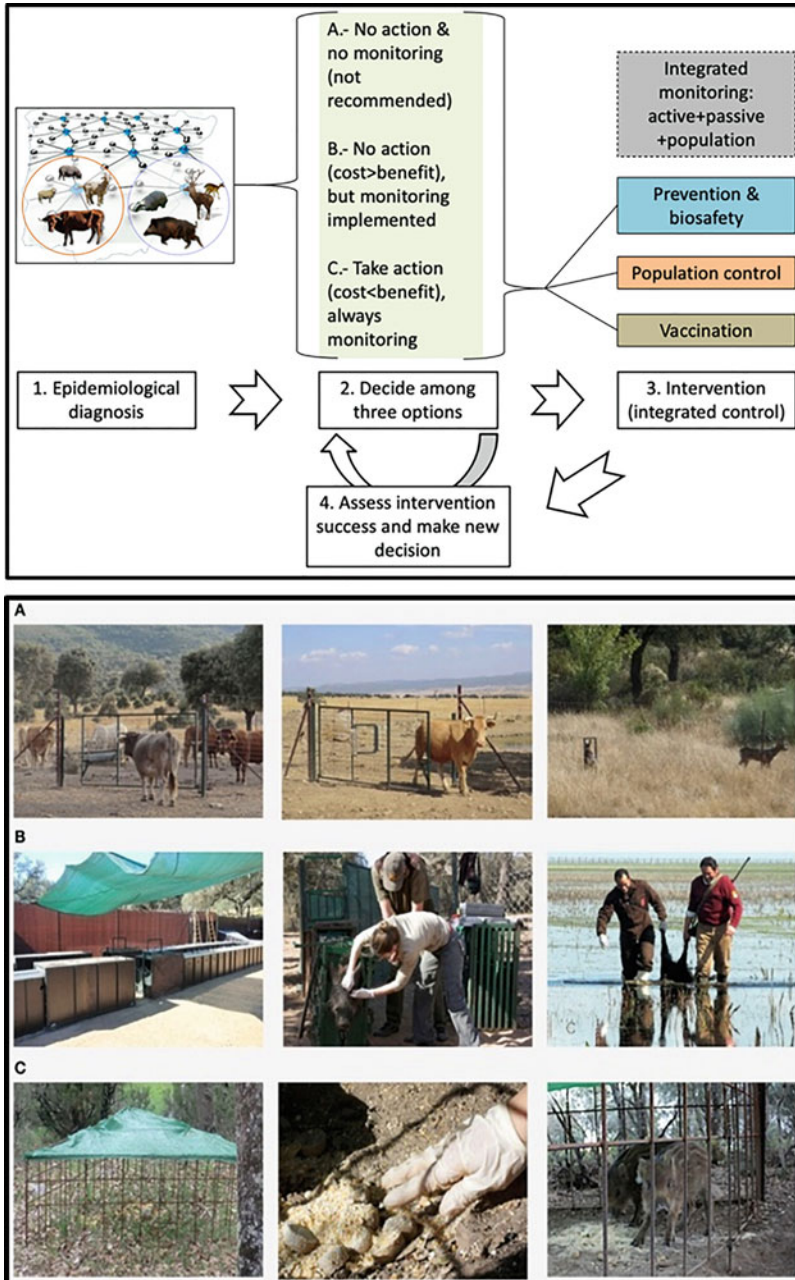 A.- No action &
no monitoring
(not
recommended)
B.- No action
(cost>benefit),
but monitoring
implemented
C.- Take action
(cost<benefit),
always
monitoring
Integrated
monitoring:
active+passive
+population
Prevention &
biosafety
Population control
Vaccination
1. Epidemiological
diagnosis
2. Decide among
three options
3. Intervention
(integrated control)
4. Assess intervention
success and make new
decision
A
B
C